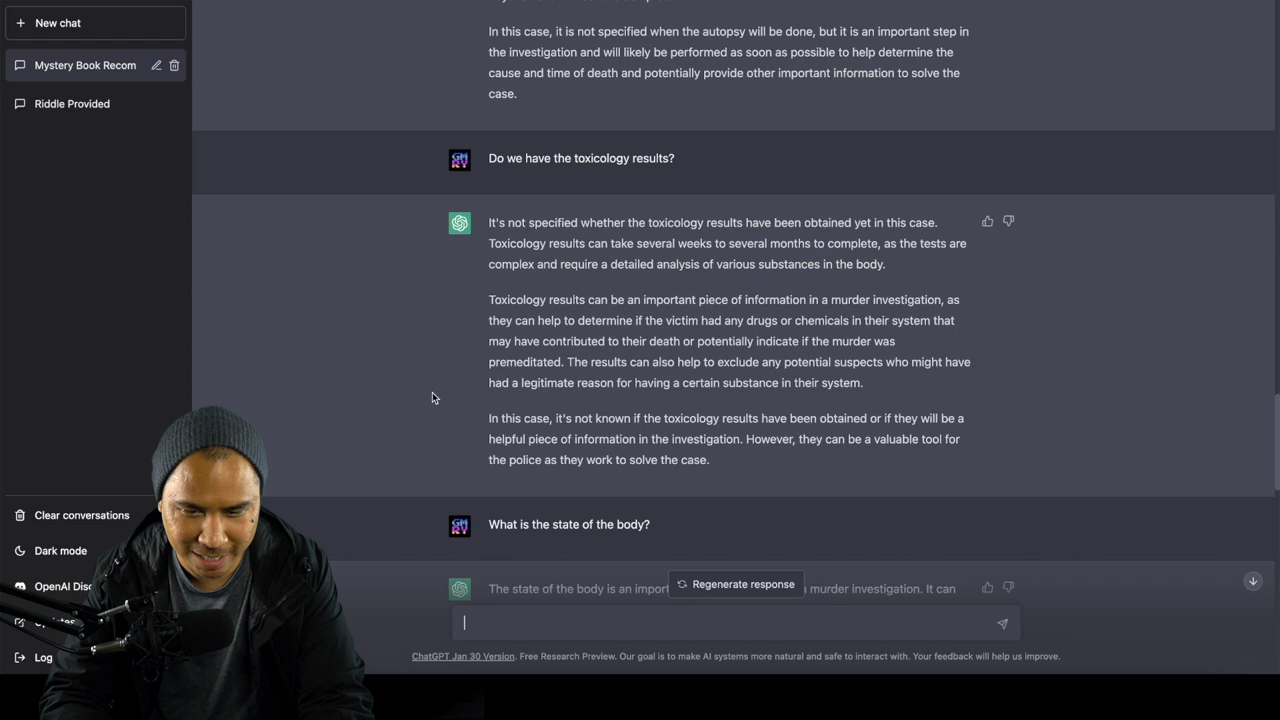 New chat
Mystery Book Recom
Riddle Provided
In this case, it is not specified when the autopsy will be done, but it is an important step in
the investigation and will likely be performed as soon as possible to help determine the
cause and time of death and potentially provide other important information to solve the
case.
Do we have the toxicology results?
It's not specified whether the toxicology results have been obtained yet in this case.
Toxicology results can take several weeks to several months to complete, as the tests are
complex and require a detailed analysis of various substances in the body.
Toxicology results can be an important piece of information in a murder investigation, as
they can help to determine if the victim had any drugs or chemicals in their system that
may have contributed to their death or potentially indicate if the murder was
premeditated. The results can also help to exclude any potential suspects who might have
had a legitimate reason for having a certain substance in their system.
In this case, it's not known if the toxicology results have been obtained or if they will be a
helpful piece of information in the investigation. However, they can be a valuable tool for
the police as they work to solve the case.
What is the state of the body?
The state of the body is an impor
murder investigation. It can
Regenerate response
Clear conversations
Dark mode
OpenAI Disc
Log
ChatGPT Jan 30 Version. Free Research Preview. Our goal is to make AI systems more natural and safe to interact with. Your feedback will help us improve.